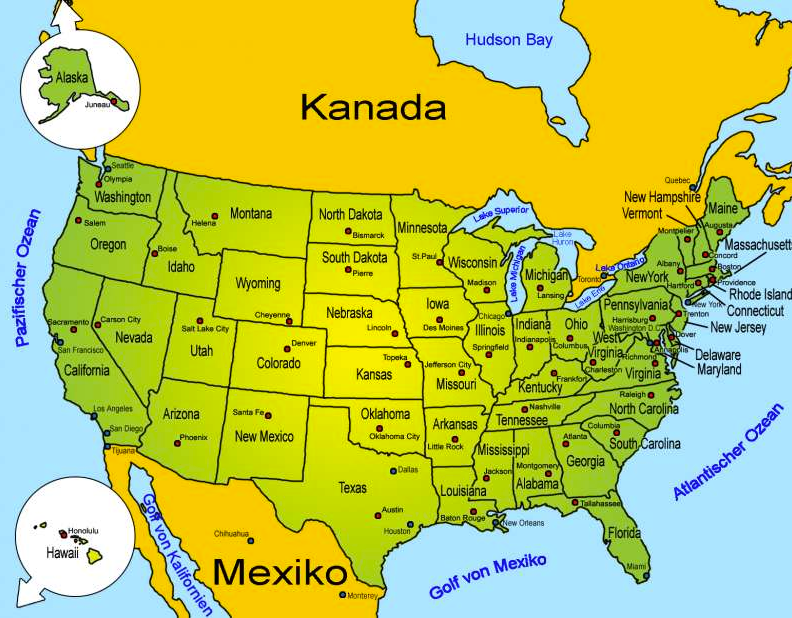 Hudson Bay
Alaska
Juneau
Kanada
Seattle
Olympia
Washington
Quebec
New Hampshire
Vermont
Maine
Augusta
Montpelier
Massachusetts
Concord
Boston
Providence
Rhode Island
Connecticut
Hartford
Albany
New York
NewYork
Lake Superior
Lake
Huron
Lake Michigan
Lake Ontario
Lake Erie
Toronto
Pazifischer Ozean
Salem
Oregon
Boise
Idaho
Helena
Montana
North Dakota
Bismarck
South Dakota
Pierre
Minnesota
St.Paul
Wisconsin
Madison
Michigan
Lansing
Wyoming
Cheyenne
Nebraska
Lincoln
Iowa
Des Moines
Chicago
Illinois
Springfield
Indiana
Indianapolis
Ohio
Columbus
Pennsylvania
Harrisburg
Washington D.C.
Trenton
New Jersey
Dover
Delaware
Annapolis
Maryland
West
Virginia
Charleston
Richmond
Virginia
Sacramento
San Francisco
California
Carson City
Nevada
Salt Lake City
Utah
Denver
Colorado
Topeka
Kansas
Jefferson City
Missouri
Kentucky
Frankfort
Raleigh
North Carolina
Nashville
Tennessee
Columbia
South Carolina
Los Angeles
San Diego
Tijuana
Arizona
Phoenix
Santa Fe
New Mexico
Oklahoma
Oklahoma City
Arkansas
Little Rock
Mississippi
Jackson
Montgomery
Alabama
Atlanta
Georgia
Dallas
Texas
Austin
Houston
Louisiana
Baton Rouge
New Orleans
Tallahassee
Florida
Miami
Atlantischer Ozean
Golf von Mexiko
Golf von Kalifornien
Honolulu
Hawaii
Chihuahua
Mexiko
Monterey